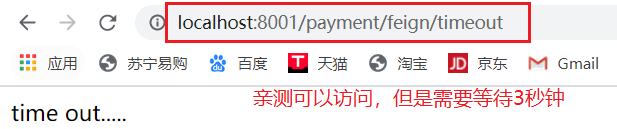 localhost:8001/payment/feign/timeout
应用 苏宁易购 百度 天猫 淘宝 京东 Gmail
time out.....
亲测可以访问，但是需要等待3秒钟